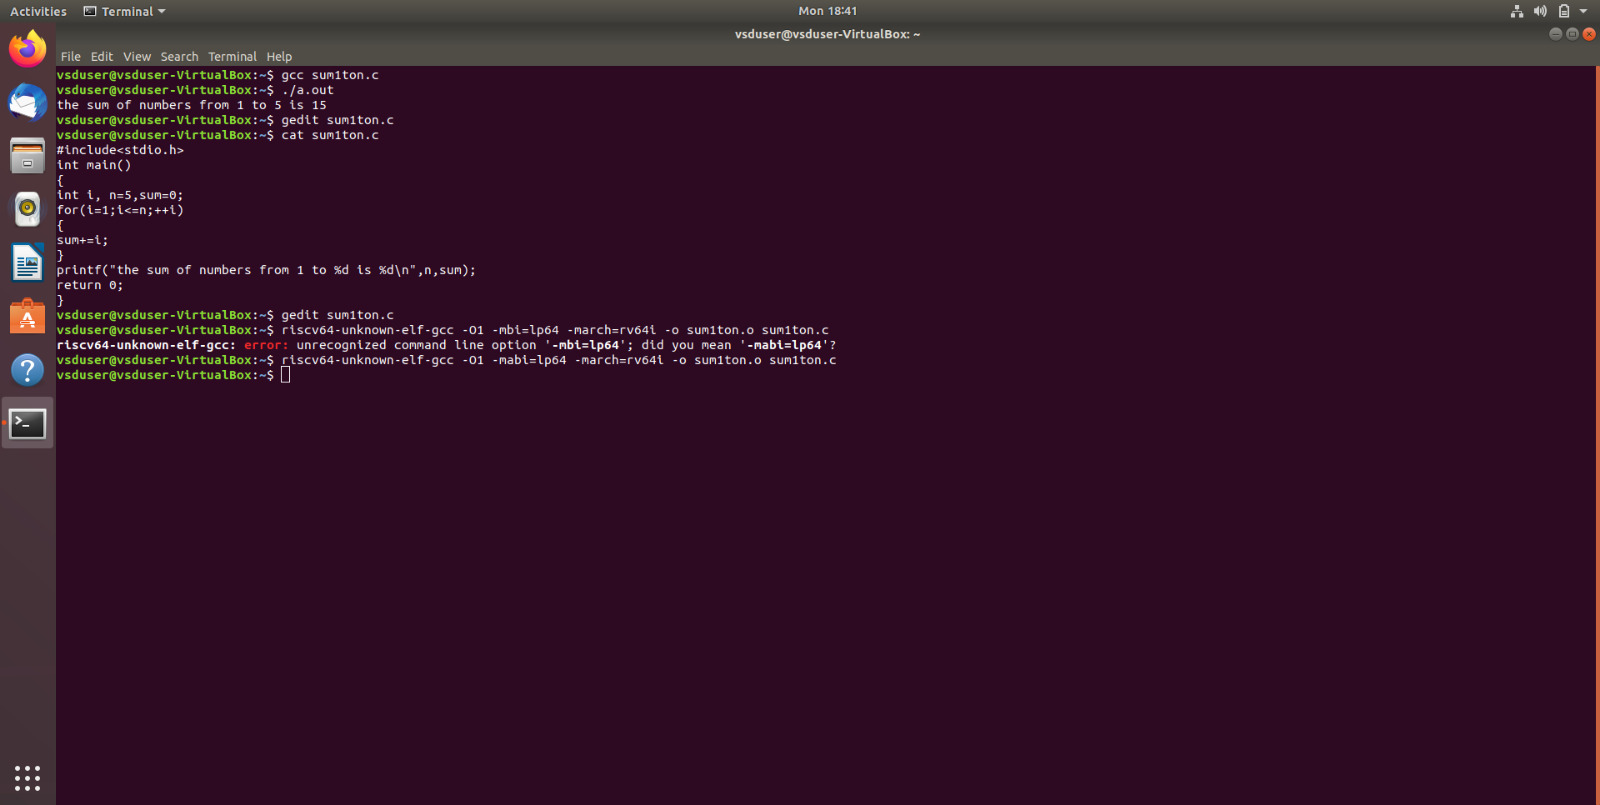 Activities Terminal Mon 18:41
vsduser@vsduser-VirtualBox: ~
File Edit View Search Terminal Help
vsduser@vsduser-VirtualBox:~$ gcc sum1ton.c
vsduser@vsduser-VirtualBox:~$ ./a.out
the sum of numbers from 1 to 5 is 15
vsduser@vsduser-VirtualBox:~$ gedit sum1ton.c
vsduser@vsduser-VirtualBox:~$ cat sum1ton.c
#include<stdio.h>
int main()
{
int i, n=5,sum=0;
for(i=1;i<=n;++i)
{
sum+=i;
}
printf("the sum of numbers from 1 to %d is %d\n",n,sum);
return 0;
}
vsduser@vsduser-VirtualBox:~$ gedit sum1ton.c
vsduser@vsduser-VirtualBox:~$ riscv64-unknown-elf-gcc -O1 -mbi=lp64 -march=rv64i -o sum1ton.o sum1ton.c
riscv64-unknown-elf-gcc: error: unrecognized command line option '-mbi=lp64'; did you mean '-mabi=lp64'?
vsduser@vsduser-VirtualBox:~$ riscv64-unknown-elf-gcc -O1 -mabi=lp64 -march=rv64i -o sum1ton.o sum1ton.c
vsduser@vsduser-VirtualBox:~$